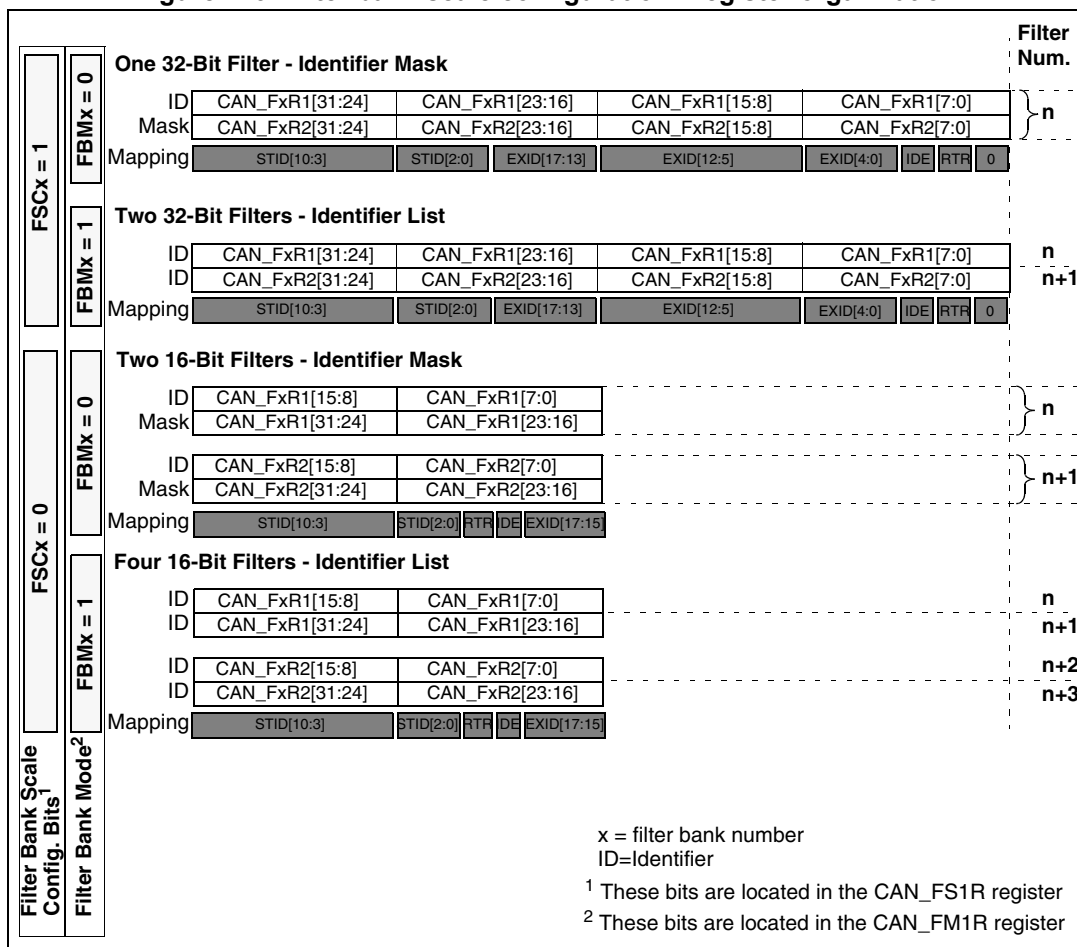 Filter
Num.
One 32-Bit Filter - Identifier Mask
ID CAN_FxR1[31:24] CAN_FxR1[23:16] CAN_FxR1[15:8] CAN_FxR1[7:0]
Mask CAN_FxR2[31:24] CAN_FxR2[23:16] CAN_FxR2[15:8] CAN_FxR2[7:0]
n
Mapping STID[10:3] STID[2:0] EXID[17:13] EXID[12:5] EXID[4:0] IDE RTR 0
FBMx = 0
FSCx = 1
Two 32-Bit Filters - Identifier List
ID CAN_FxR1[31:24] CAN_FxR1[23:16] CAN_FxR1[15:8] CAN_FxR1[7:0] n
ID CAN_FxR2[31:24] CAN_FxR2[23:16] CAN_FxR2[15:8] CAN_FxR2[7:0] n+1
Mapping STID[10:3] STID[2:0] EXID[17:13] EXID[12:5] EXID[4:0] IDE RTR 0
FBMx = 1
Two 16-Bit Filters - Identifier Mask
ID CAN_FxR1[15:8] CAN_FxR1[7:0]
Mask CAN_FxR1[31:24] CAN_FxR1[23:16]
n
ID CAN_FxR2[15:8] CAN_FxR2[7:0]
Mask CAN_FxR2[31:24] CAN_FxR2[23:16]
n+1
Mapping STID[10:3] STID[2:0] RTR IDE EXID[17:15]
FBMx = 0
FSCx = 0
Four 16-Bit Filters - Identifier List
ID CAN_FxR1[15:8] CAN_FxR1[7:0] n
ID CAN_FxR1[31:24] CAN_FxR1[23:16] n+1
ID CAN_FxR2[15:8] CAN_FxR2[7:0] n+2
ID CAN_FxR2[31:24] CAN_FxR2[23:16] n+3
Mapping STID[10:3] STID[2:0] RTR IDE EXID[17:15]
FBMx = 1
Filter Bank Scale
Config. Bits1
Filter Bank Mode2
x = filter bank number
ID=Identifier
1 These bits are located in the CAN_FS1R register
2 These bits are located in the CAN_FM1R register